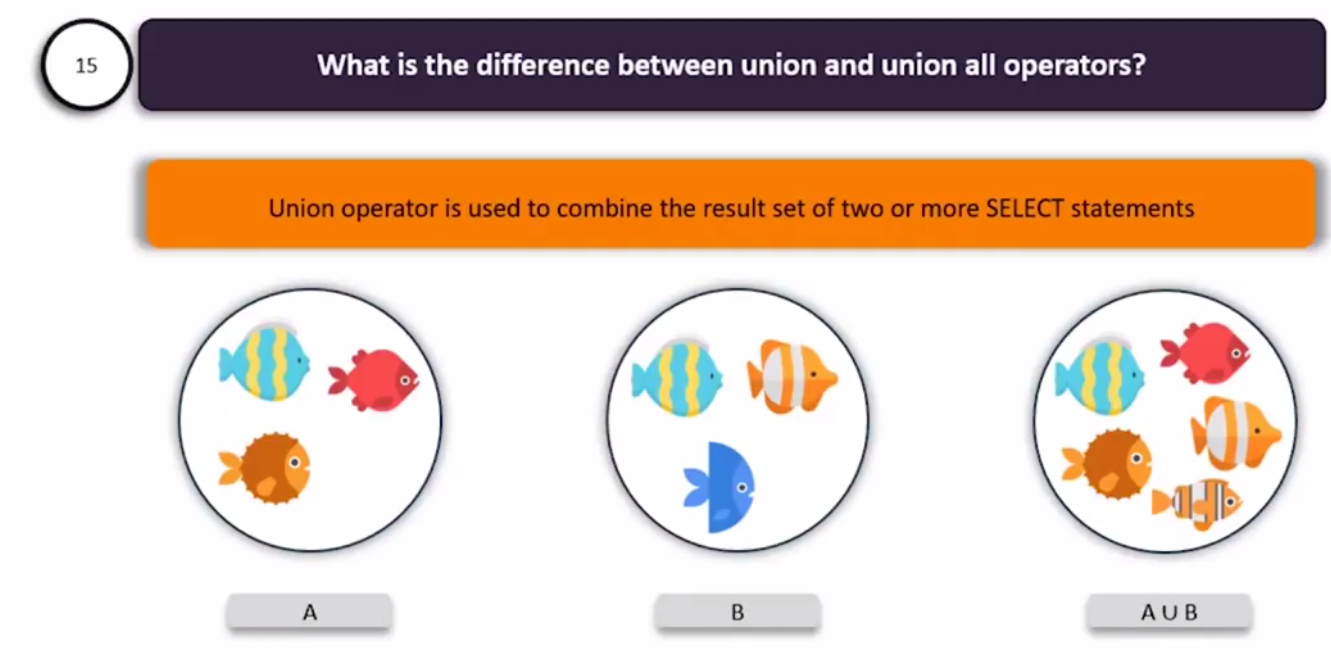 15
What is the difference between union and union all operators?
Union operator is used to combine the result set of two or more SELECT statements
A
B
A ∪ B